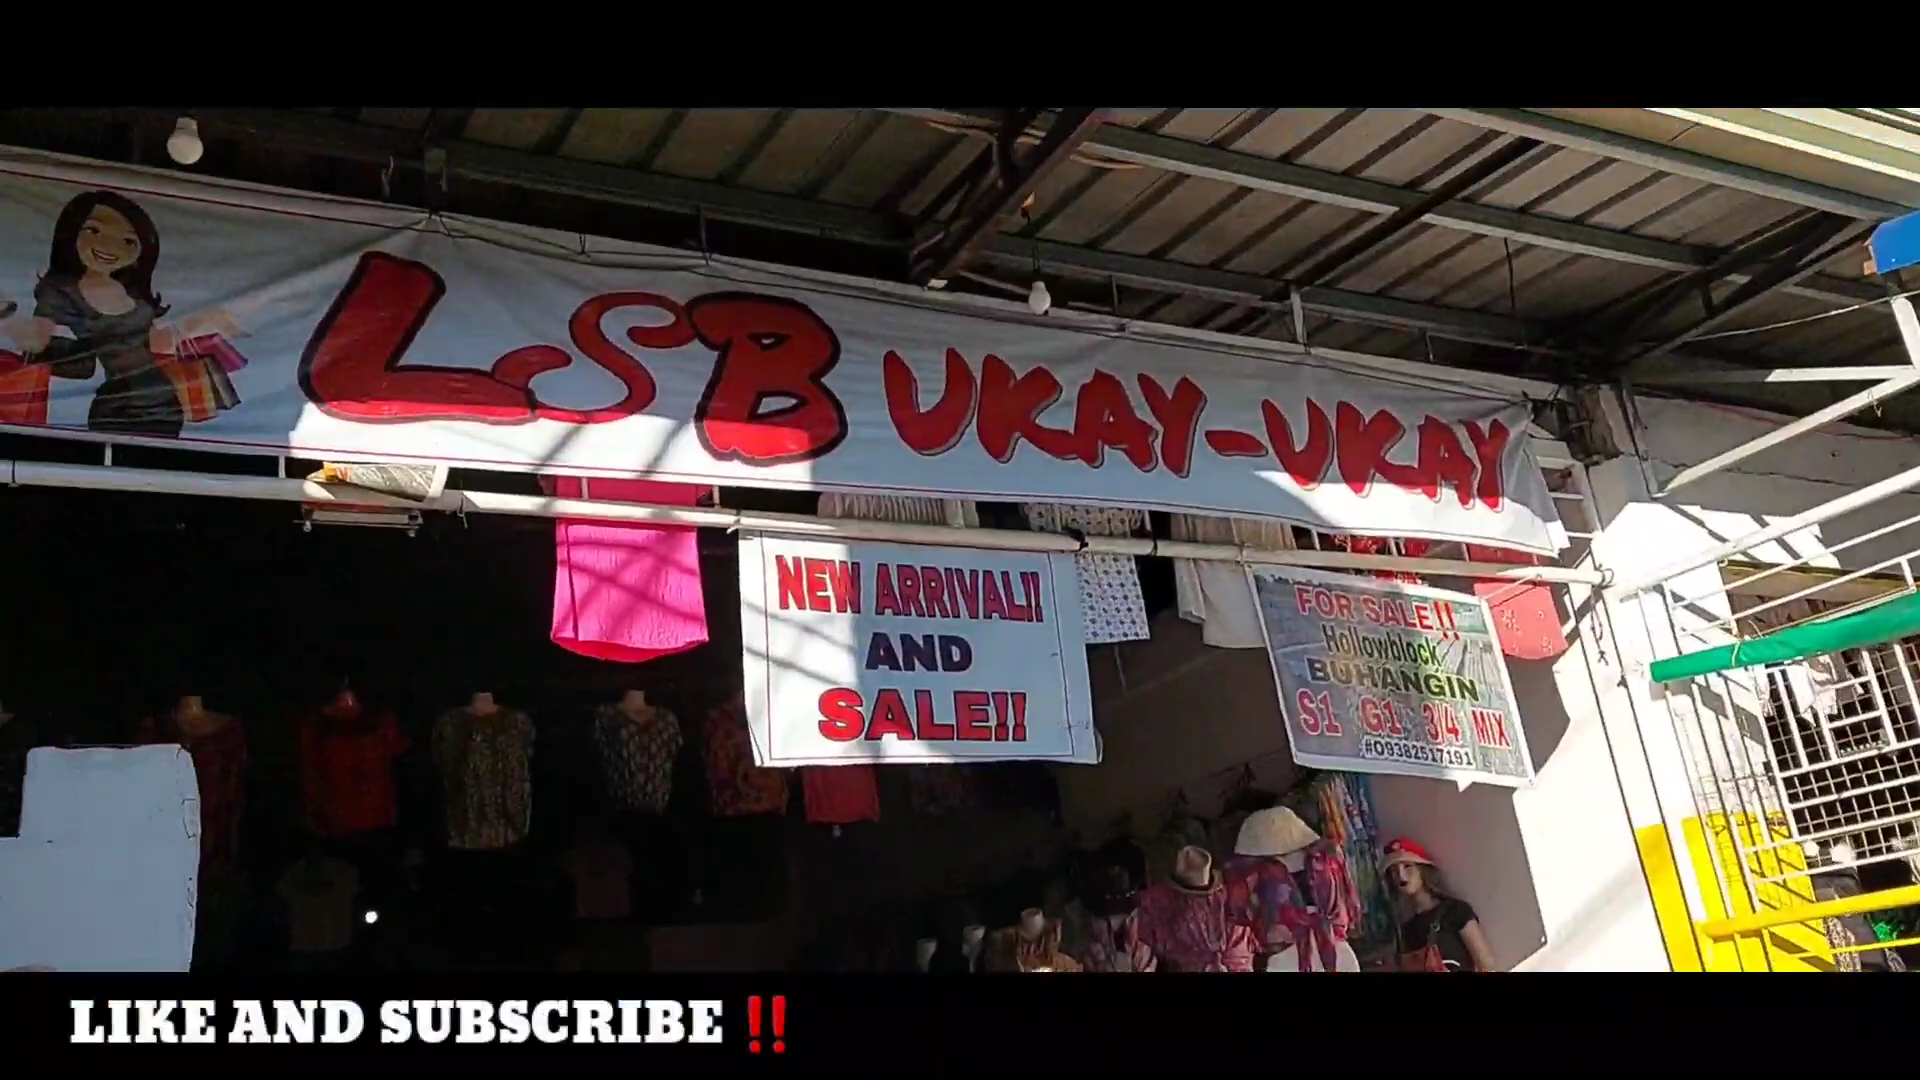 LSB UKAY-UKAY
NEW ARRIVAL!!
AND
SALE!!
FOR SALE!!
Hollowblock
BUHANGIN
S1 G1 3/4 MIX
#09382517191
LIKE AND SUBSCRIBE ‼️